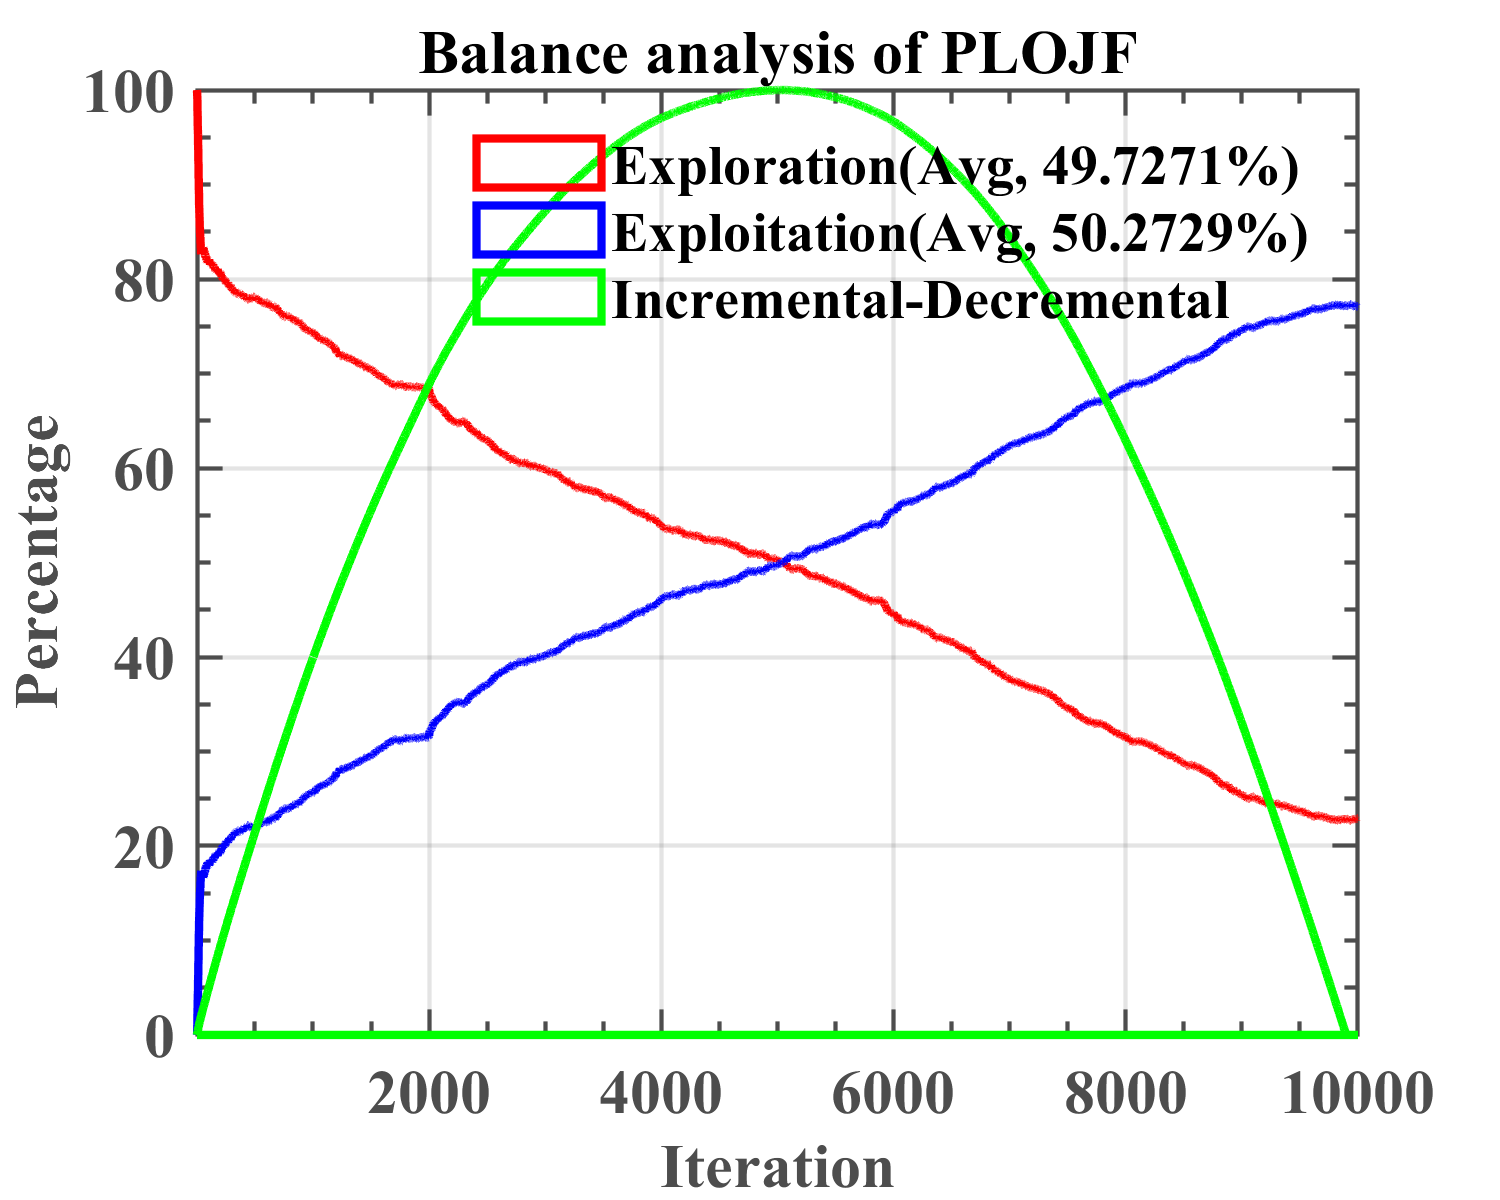 Balance analysis of PLOJF
100
80
60
40
20
0
Percentage
Exploration(Avg, 49.7271%)
Exploitation(Avg, 50.2729%)
Incremental-Decremental
2000 4000 6000 8000 10000
Iteration